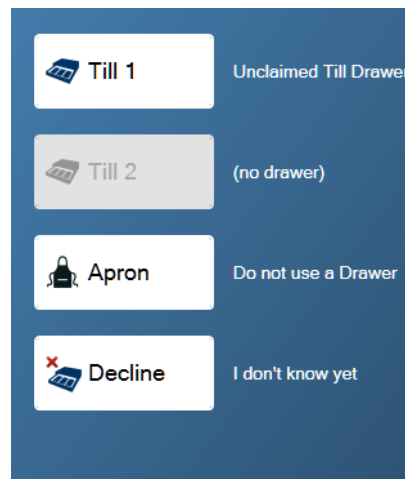 Till 1 Unclaimed Till Drawer
Till 2 (no drawer)
Apron Do not use a Drawer
Decline I don't know yet